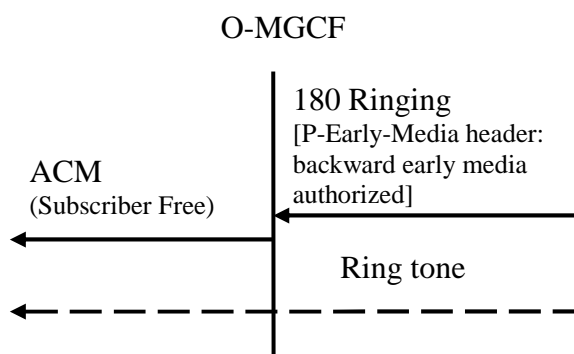 O-MGCF
180 Ringing
[P-Early-Media header:
backward early media
authorized]
ACM
(Subscriber Free)
Ring tone